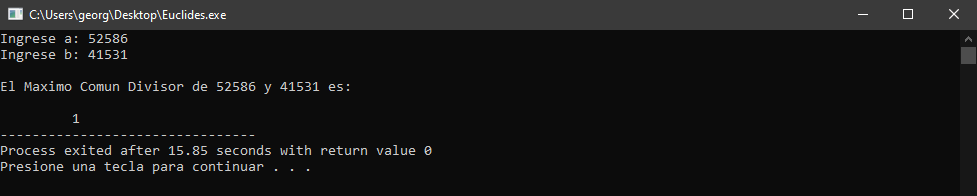 C:\Users\georg\Desktop\Euclides.exe
Ingrese a: 52586
Ingrese b: 41531
El Maximo Comun Divisor de 52586 y 41531 es:
1
--------------------------------
Process exited after 15.85 seconds with return value 0
Presione una tecla para continuar . . .